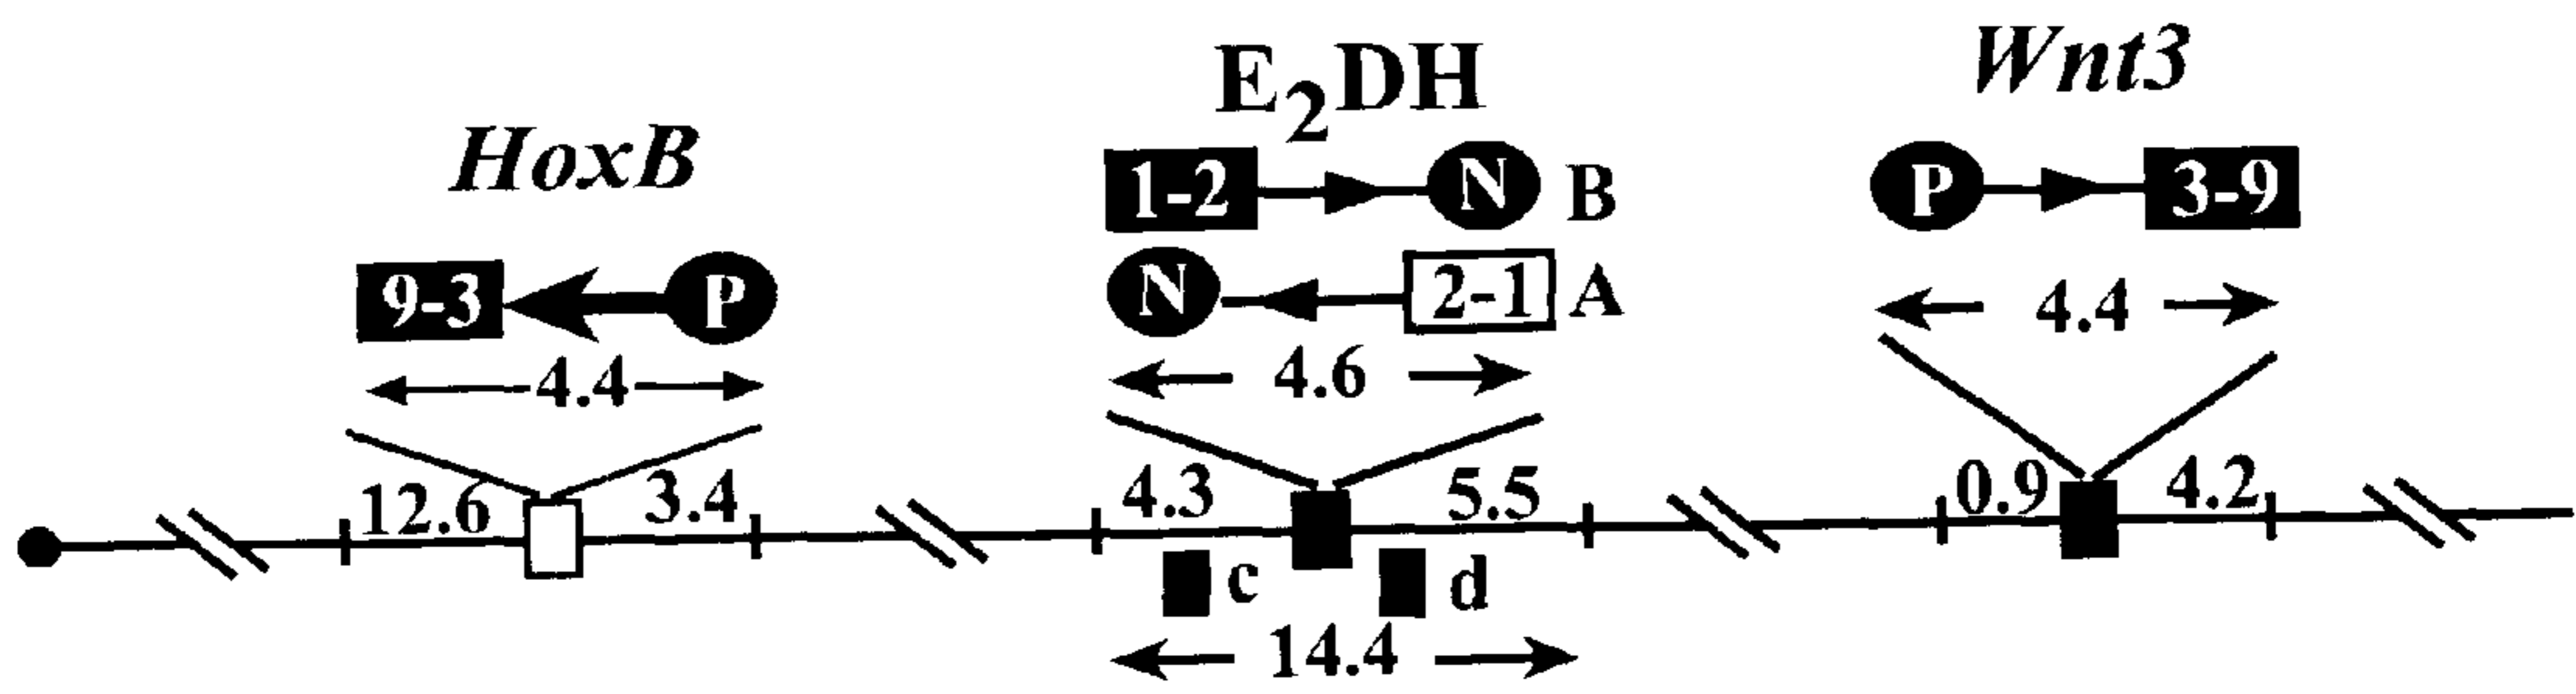 HoxB
9-3 P
4.4
12.6 3.4
E2DH
1-2 N B
N 2-1 A
4.6
4.3 5.5
c d
14.4
Wnt3
P 3-9
4.4
0.9 4.2